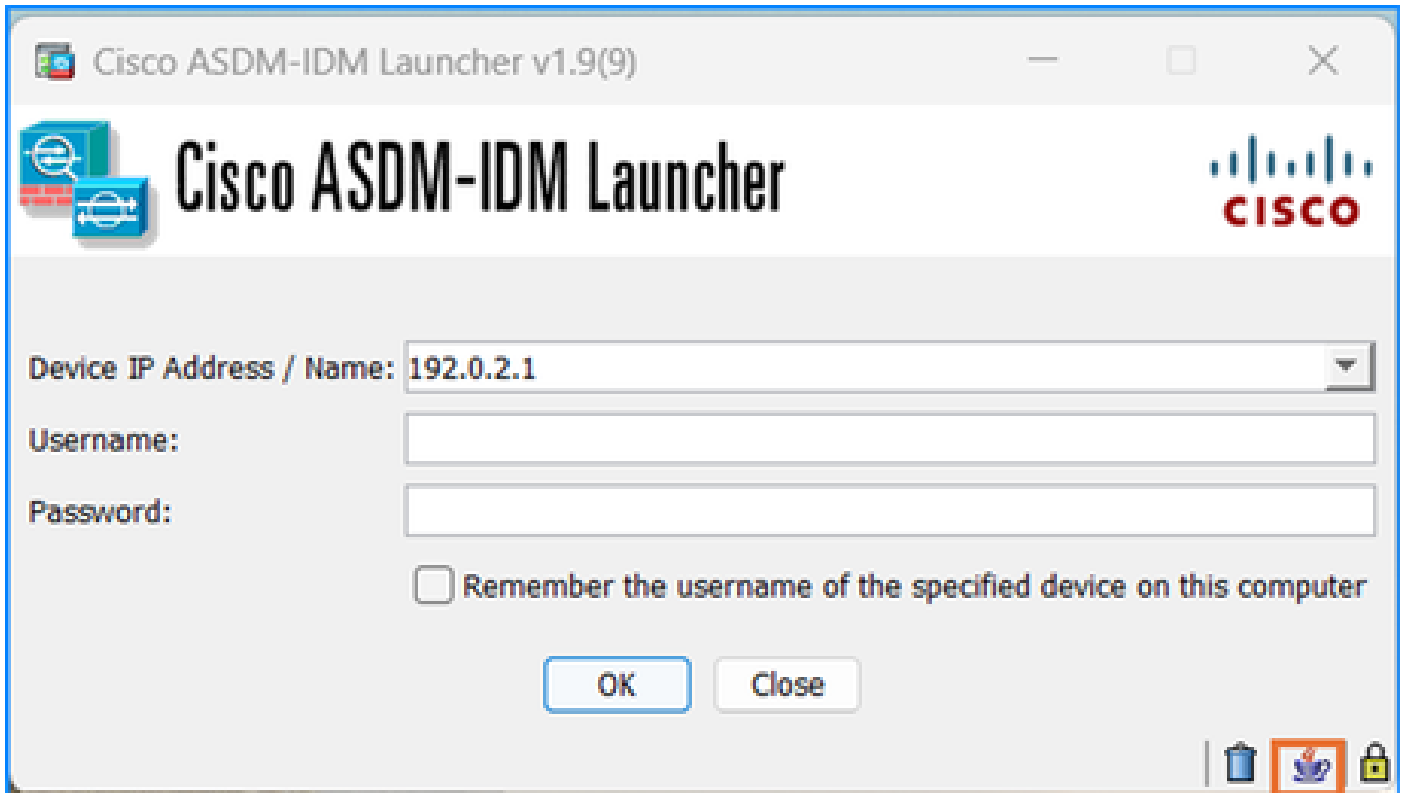 Cisco ASDM-IDM Launcher v1.9(9)
Cisco ASDM-IDM Launcher
CISCO
Device IP Address / Name: 192.0.2.1
Username:
Password:
Remember the username of the specified device on this computer
OK Close